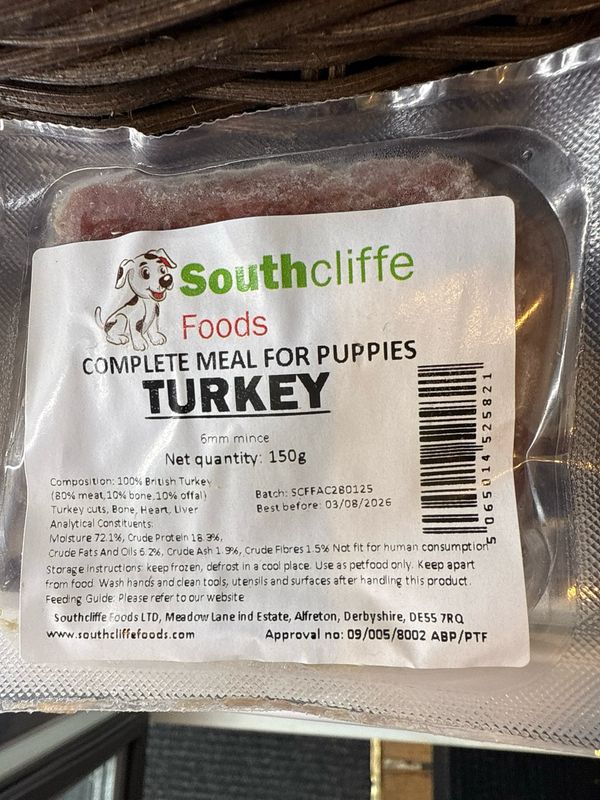 Southcliffe
Foods
COMPLETE MEAL FOR PUPPIES
TURKEY
6mm mince
Net quantity: 150g
Composition: 100% British Turkey
(80% meat,10% bone,10% offal)
Turkey cuts, Bone, Heart, Liver
Batch: SCFFAC280125
Best before: 03/08/2026
Analytical Constituents:
Moisture 72.1%, Crude Protein 18.3%,
Crude Fats And Oils 6.2%, Crude Ash 1.9%, Crude Fibres 1.5% Not fit for human consumption
Storage Instructions: keep frozen, defrost in a cool place. Use as petfood only. Keep apart
from food. Wash hands and clean tools, utensils and surfaces after handling this product.
Feeding Guide: Please refer to our website
Southcliffe Foods LTD, Meadow Lane ind Estate, Alfreton, Derbyshire, DE55 7RQ
www.southcliffefoods.com
Approval no: 09/005/8002 ABP/PTF
5 065014 525821